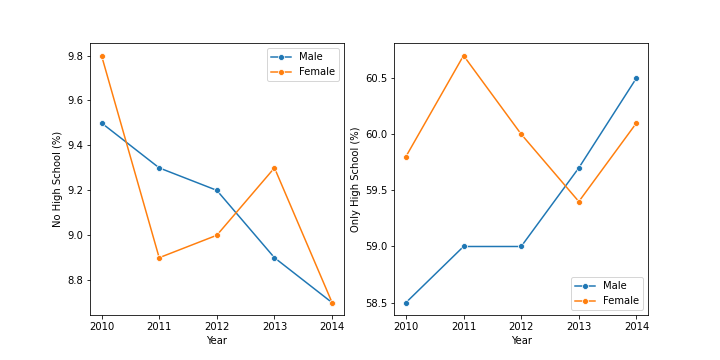 No High School (%)
9.8
9.6
9.4
9.2
9.0
8.8
2010 2011 2012 2013 2014
Year
Male
Female
Only High School (%)
60.5
60.0
59.5
59.0
58.5
2010 2011 2012 2013 2014
Year
Male
Female